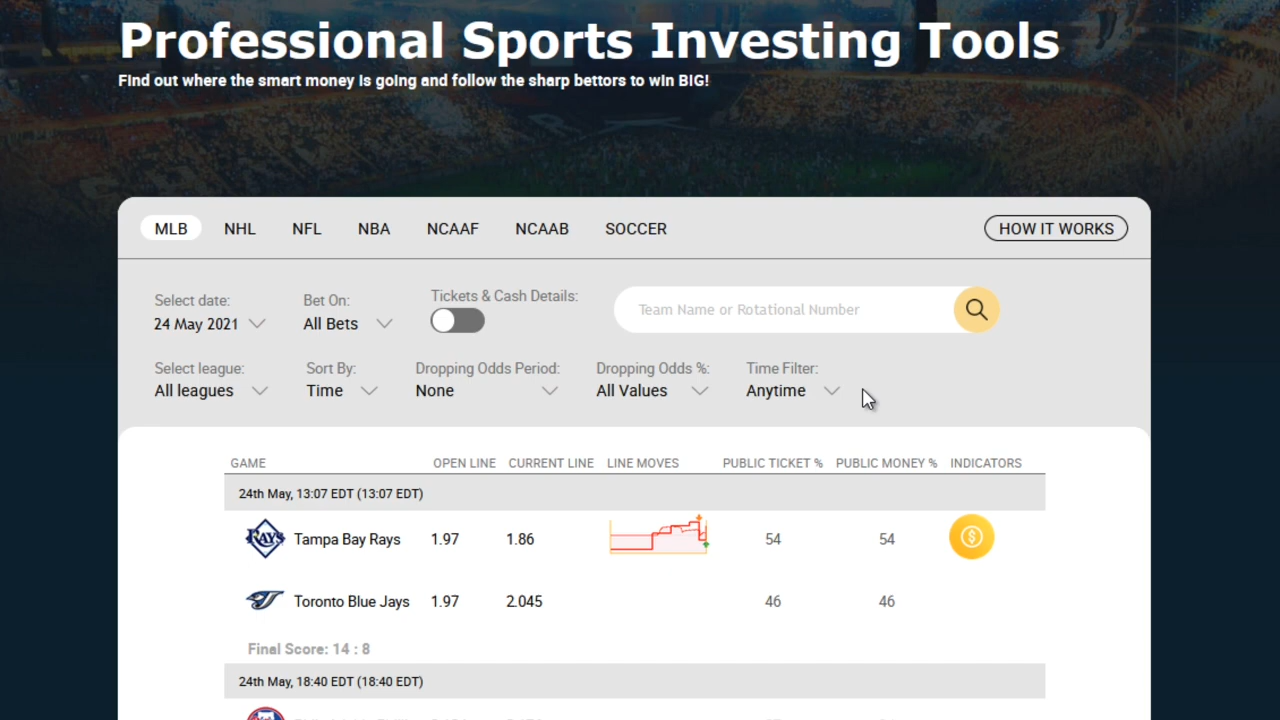 Professional Sports Investing Tools
Find out where the smart money is going and follow the sharp bettors to win BIG!
MLB NHL NFL NBA NCAAF NCAAB SOCCER HOW IT WORKS
Select date: Bet On: Tickets & Cash Details:
24 May 2021 All Bets Team Name or Rotational Number
Select league: Sort By: Dropping Odds Period: Dropping Odds %: Time Filter:
All leagues Time None All Values Anytime
GAME OPEN LINE CURRENT LINE LINE MOVES PUBLIC TICKET % PUBLIC MONEY % INDICATORS
24th May, 13:07 EDT (13:07 EDT)
RAYS Tampa Bay Rays 1.97 1.86 54 54 $
Toronto Blue Jays 1.97 2.045 46 46
Final Score: 14 : 8
24th May, 18:40 EDT (18:40 EDT)